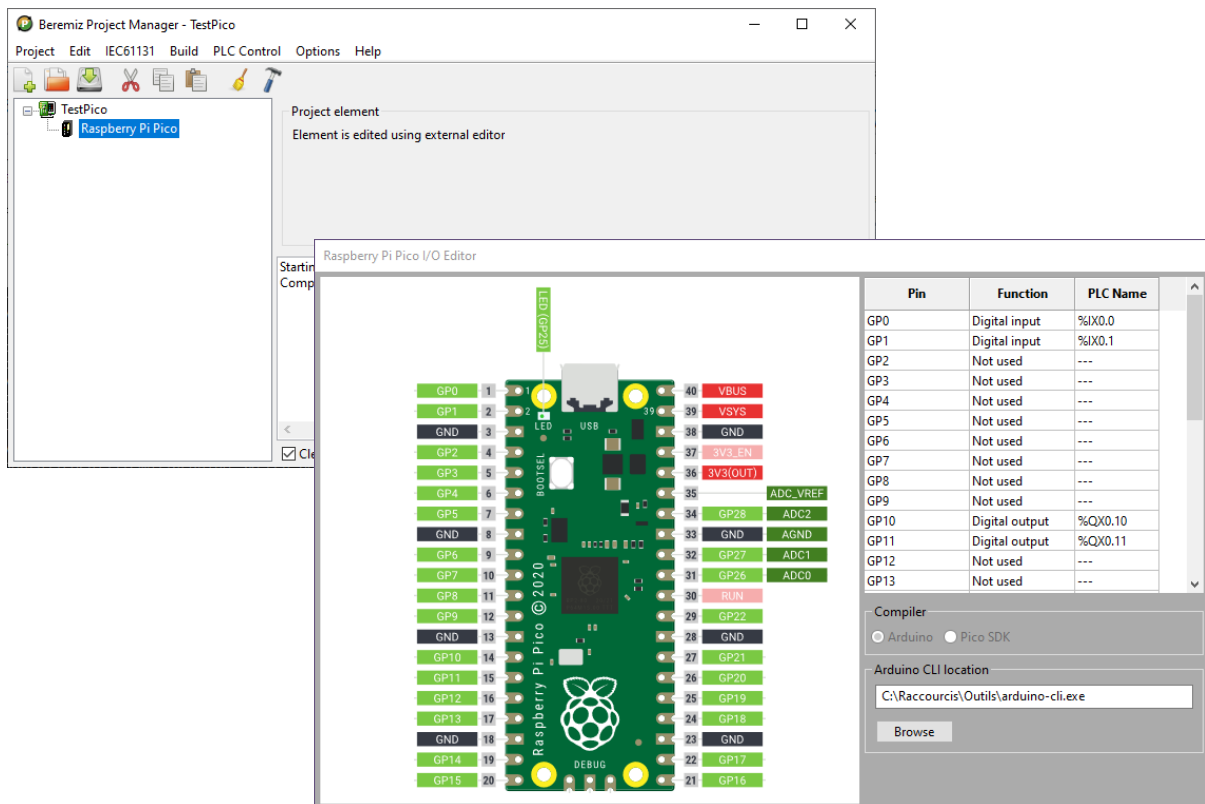 Beremiz Project Manager - TestPico
Project Edit IEC61131 Build PLC Control Options Help
TestPico
Raspberry Pi Pico
Project element
Element is edited using external editor
Startin
Comp
Cle
Raspberry Pi Pico I/O Editor
LED (GP25)
GP0 1 1 40 VBUS
GP1 2 2 39 39 VSYS
GND 3 LED USB 38 GND
GP2 4 37 3V3_EN
GP3 5 BOOTSEL 36 3V3(OUT)
GP4 6 35 ADC_VREF
GP5 7 34 GP28 ADC2
GND 8 33 GND AGND
GP6 9 32 GP27 ADC1
GP7 10 31 GP26 ADC0
GP8 11 30 RUN
GP9 12 29 GP22
GND 13 28 GND
GP10 14 27 GP21
GP11 15 26 GP20
GP12 16 25 GP19
GP13 17 24 GP18
GND 18 23 GND
GP14 19 22 GP17
GP15 20 21 GP16
Raspberry Pi Pico © 2020
DEBUG
Pin Function PLC Name
GP0 Digital input %IX0.0
GP1 Digital input %IX0.1
GP2 Not used ---
GP3 Not used ---
GP4 Not used ---
GP5 Not used ---
GP6 Not used ---
GP7 Not used ---
GP8 Not used ---
GP9 Not used ---
GP10 Digital output %QX0.10
GP11 Digital output %QX0.11
GP12 Not used ---
GP13 Not used ---
Compiler
Arduino Pico SDK
Arduino CLI location
C:\Raccourcis\Outils\arduino-cli.exe
Browse